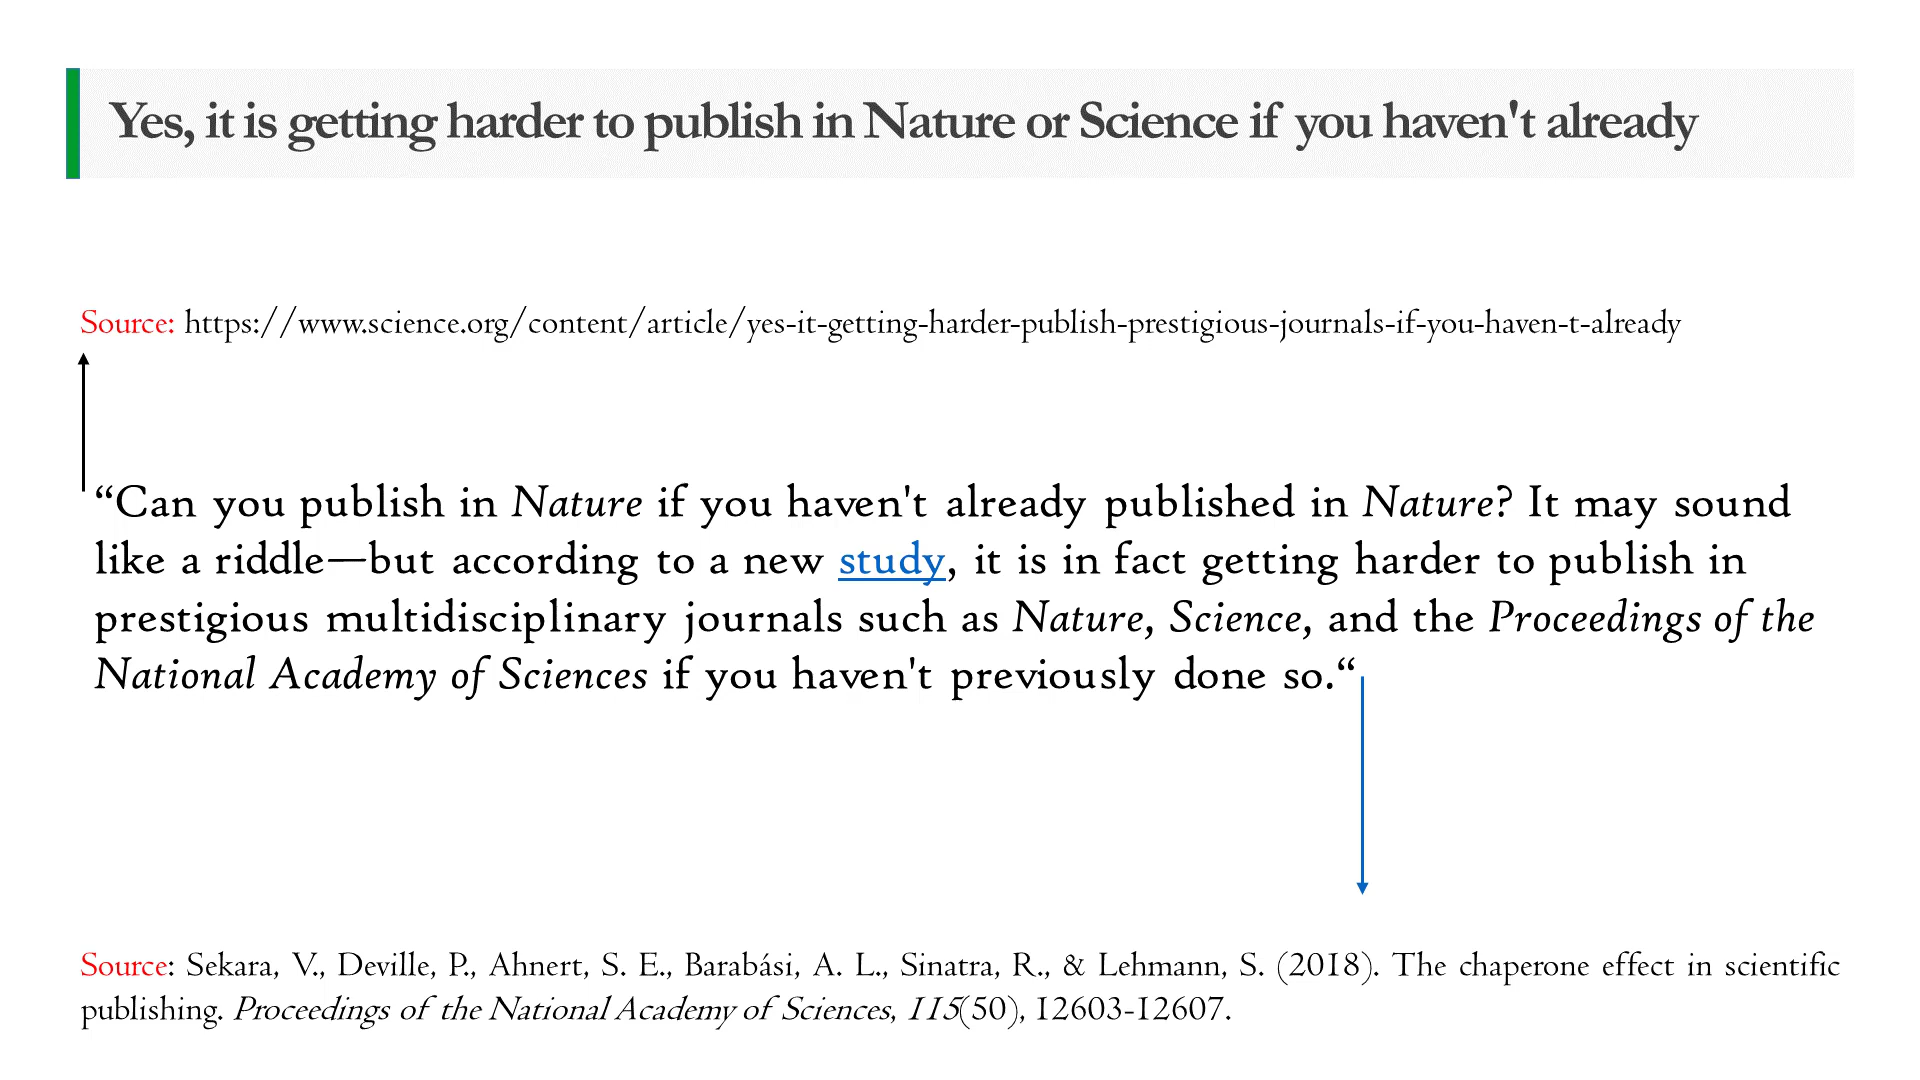 Yes, it is getting harder to publish in Nature or Science if you haven't already
Source: https://www.science.org/content/article/yes-it-getting-harder-publish-prestigious-journals-if-you-haven-t-already
“Can you publish in Nature if you haven't already published in Nature? It may sound
like a riddle—but according to a new study, it is in fact getting harder to publish in
prestigious multidisciplinary journals such as Nature, Science, and the Proceedings of the
National Academy of Sciences if you haven't previously done so.“
Source: Sekara, V., Deville, P., Ahnert, S. E., Barabási, A. L., Sinatra, R., & Lehmann, S. (2018). The chaperone effect in scientific
publishing. Proceedings of the National Academy of Sciences, 115(50), 12603-12607.